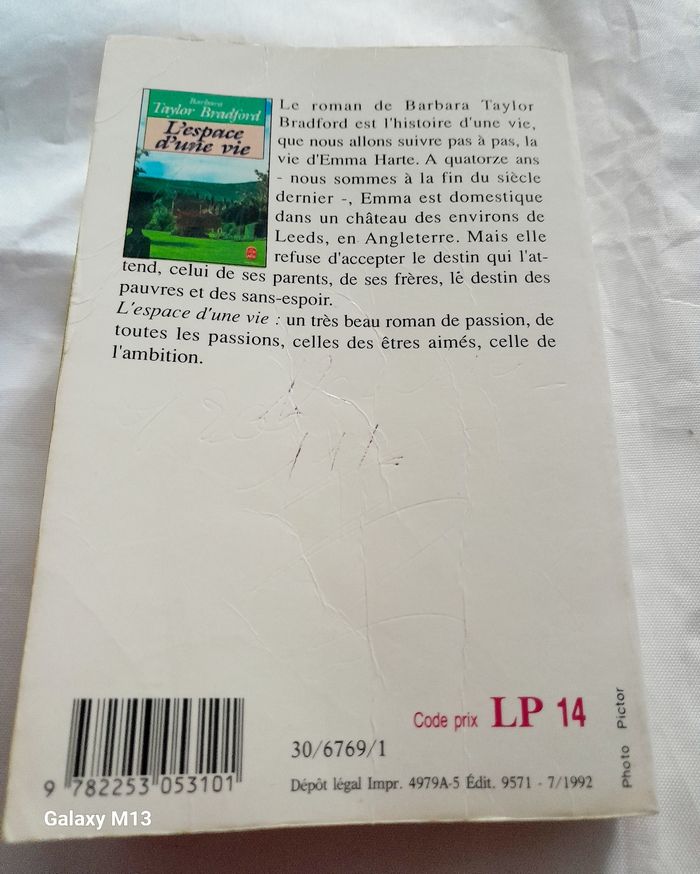 Barbara
Taylor Bradford
L'espace
d'une vie
Le roman de Barbara Taylor
Bradford est l'histoire d'une vie,
que nous allons suivre pas à pas, la
vie d'Emma Harte. A quatorze ans
- nous sommes à la fin du siècle
dernier -, Emma est domestique
dans un château des environs de
Leeds, en Angleterre. Mais elle
refuse d'accepter le destin qui l'at-
tend, celui de ses parents, de ses frères, le destin des
pauvres et des sans-espoir.
L'espace d'une vie : un très beau roman de passion, de
toutes les passions, celles des êtres aimés, celle de
l'ambition.
Code prix LP 14
30/6769/1
Dépôt légal Impr. 4979A-5 Édit. 9571 - 7/1992
9 782253 053101
Photo Pictor
Galaxy M13